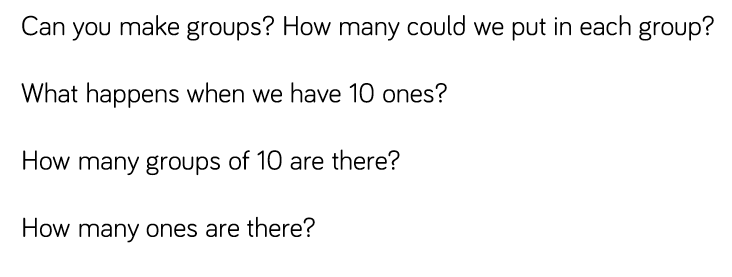 Can you make groups? How many could we put in each group?
What happens when we have 10 ones?
How many groups of 10 are there?
How many ones are there?